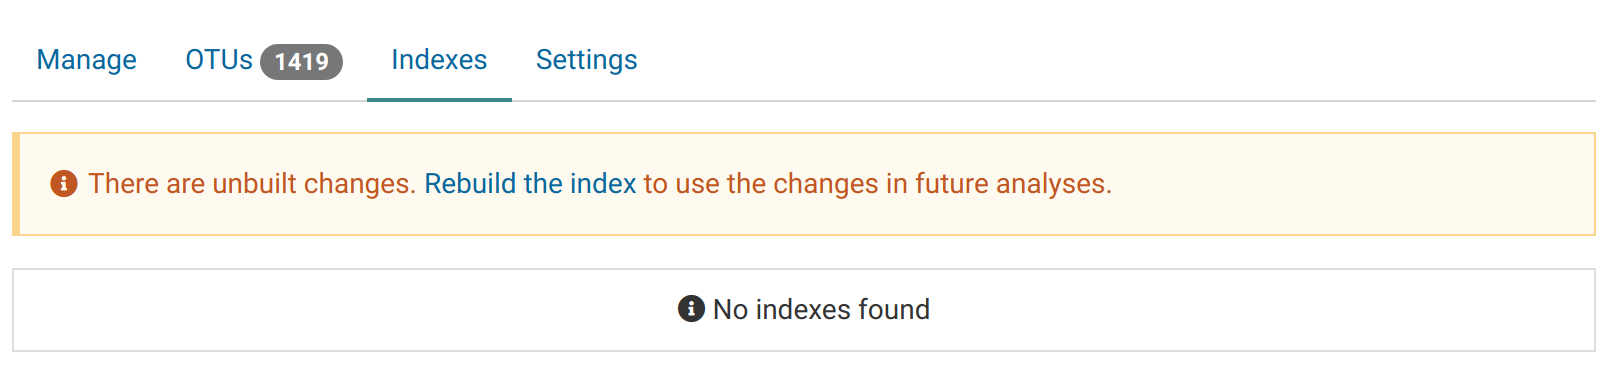 Manage OTUs 1419 Indexes Settings
There are unbuilt changes. Rebuild the index to use the changes in future analyses.
No indexes found